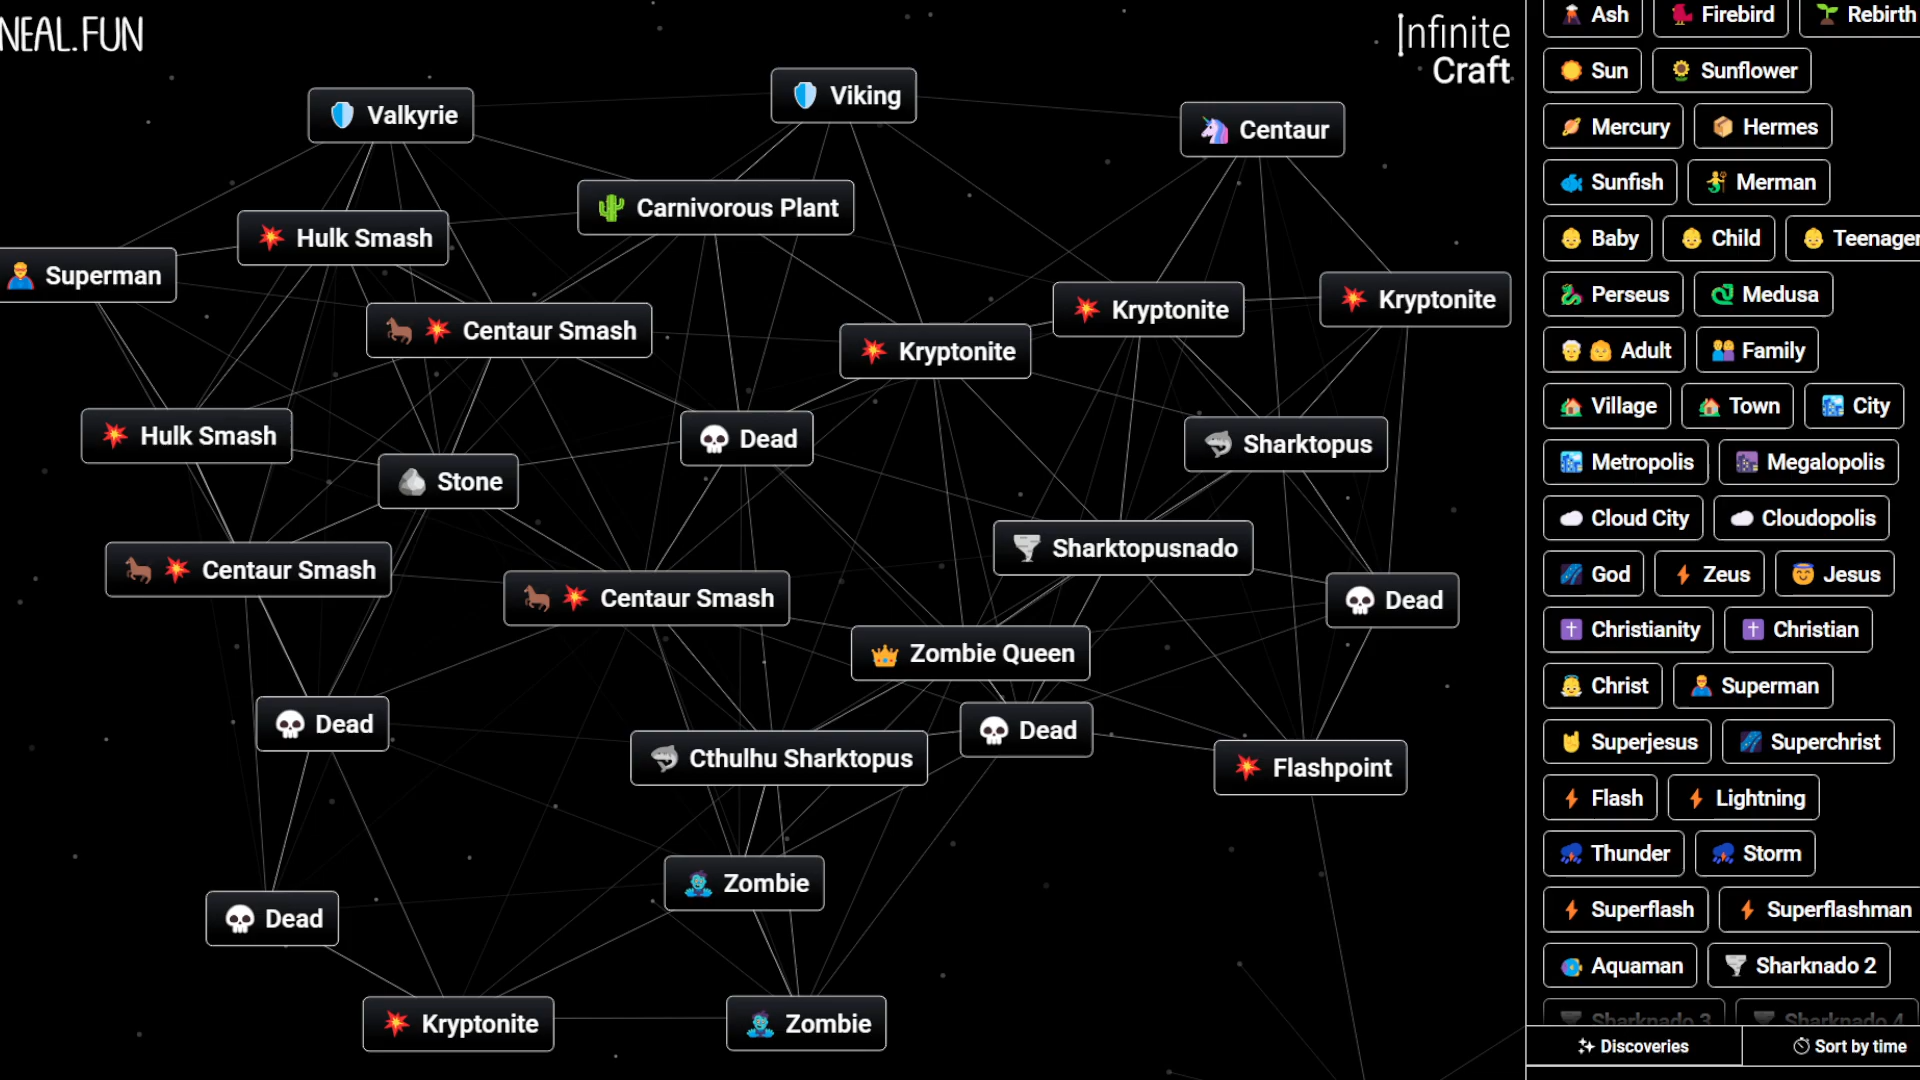 NEAL.FUN
Infinite
Craft
Viking
Valkyrie
Centaur
Carnivorous Plant
Hulk Smash
Superman
Kryptonite
Kryptonite
Centaur Smash
Kryptonite
Hulk Smash
Dead
Sharktopus
Stone
Sharktopusnado
Centaur Smash
Centaur Smash
Dead
Zombie Queen
Dead
Dead
Cthulhu Sharktopus
Flashpoint
Zombie
Dead
Kryptonite
Zombie
Ash Firebird Rebirth
Sun Sunflower
Mercury Hermes
Sunfish Merman
Baby Child Teenager
Perseus Medusa
Adult Family
Village Town City
Metropolis Megalopolis
Cloud City Cloudopolis
God Zeus Jesus
Christianity Christian
Christ Superman
Superjesus Superchrist
Flash Lightning
Thunder Storm
Superflash Superflashman
Aquaman Sharknado 2
Sharknado 3 Sharknado 4
Discoveries Sort by time